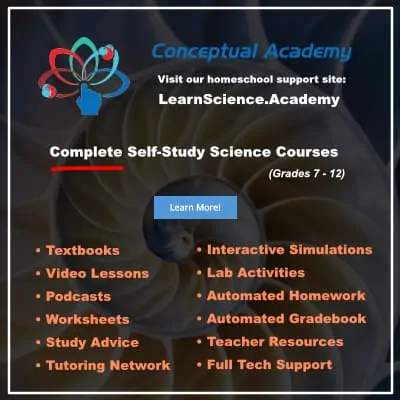 Conceptual Academy
Visit our homeschool support site:
LearnScience.Academy
Complete Self-Study Science Courses
(Grades 7 - 12)
Learn More!
• Textbooks
• Video Lessons
• Podcasts
• Worksheets
• Study Advice
• Tutoring Network
• Interactive Simulations
• Lab Activities
• Automated Homework
• Automated Gradebook
• Teacher Resources
• Full Tech Support